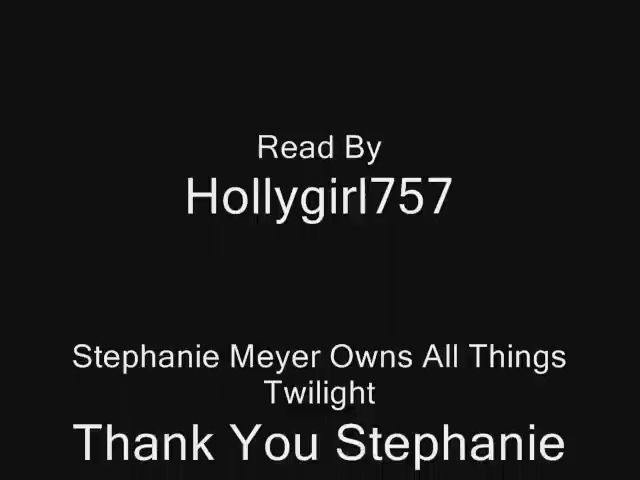 Read By
Hollygirl757
Stephanie Meyer Owns All Things
Twilight
Thank You Stephanie